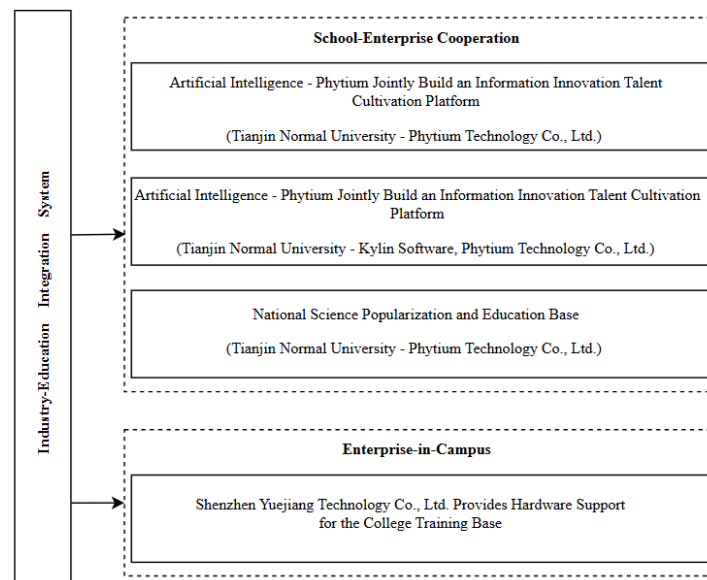 Industry-Education Integration System
School-Enterprise Cooperation
Artificial Intelligence - Phytium Jointly Build an Information Innovation Talent
Cultivation Platform
(Tianjin Normal University - Phytium Technology Co., Ltd.)
Artificial Intelligence - Phytium Jointly Build an Information Innovation Talent Cultivation
Platform
(Tianjin Normal University - Kylin Software, Phytium Technology Co., Ltd.)
National Science Popularization and Education Base
(Tianjin Normal University - Phytium Technology Co., Ltd.)
Enterprise-in-Campus
Shenzhen Yuejiang Technology Co., Ltd. Provides Hardware Support
for the College Training Base